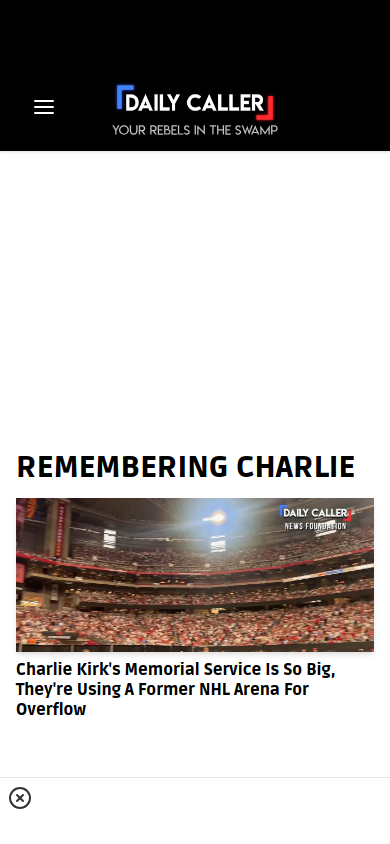 DAILY CALLER
YOUR REBELS IN THE SWAMP
REMEMBERING CHARLIE
DAILY CALLER
NEWS FOUNDATION
Charlie Kirk's Memorial Service Is So Big,
They're Using A Former NHL Arena For
Overflow